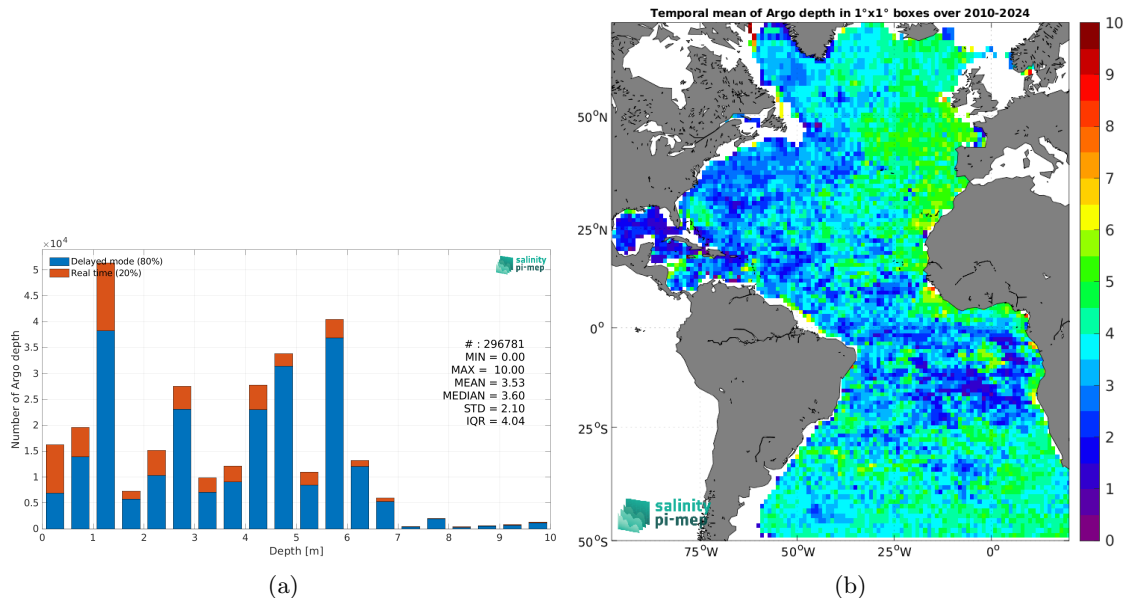 Temporal mean of Argo depth in 1°x1° boxes over 2010-2024
×10⁴
Delayed mode (80%)
Real time (20%)
salinity
pi-mep
Number of Argo depth
5
4.5
4
3.5
3
2.5
2
1.5
1
0.5
0
# : 296781
MIN = 0.00
MAX = 10.00
MEAN = 3.53
MEDIAN = 3.60
STD = 2.10
IQR = 4.04
0 1 2 3 4 5 6 7 8 9 10
Depth [m]
(a)
50°N
25°N
0°
25°S
50°S
75°W 50°W 25°W 0°
salinity
pi-mep
10
9
8
7
6
5
4
3
2
1
0
(b)